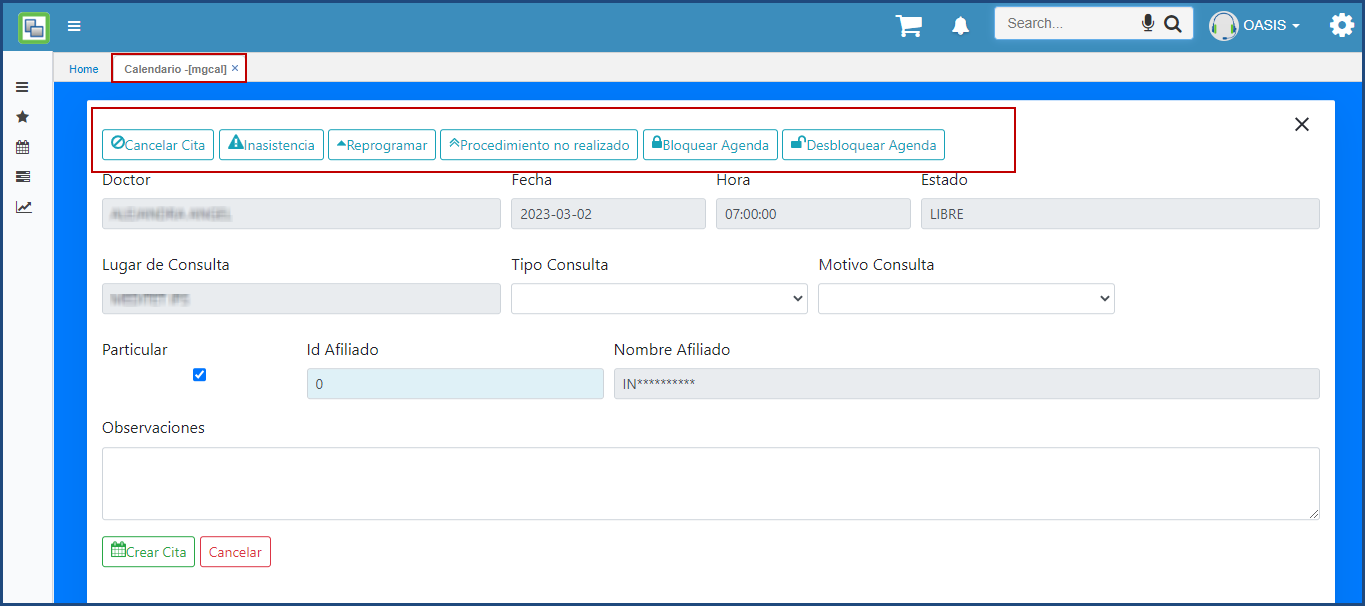 Search...
OASIS
Home
Calendario -[mgcal] ×
Cancelar Cita Inasistencia Reprogramar Procedimiento no realizado Bloquear Agenda Desbloquear Agenda
Doctor Fecha Hora Estado
2023-03-02 07:00:00 LIBRE
Lugar de Consulta Tipo Consulta Motivo Consulta
Particular Id Afiliado Nombre Afiliado
0 IN**********
Observaciones
Crear Cita Cancelar